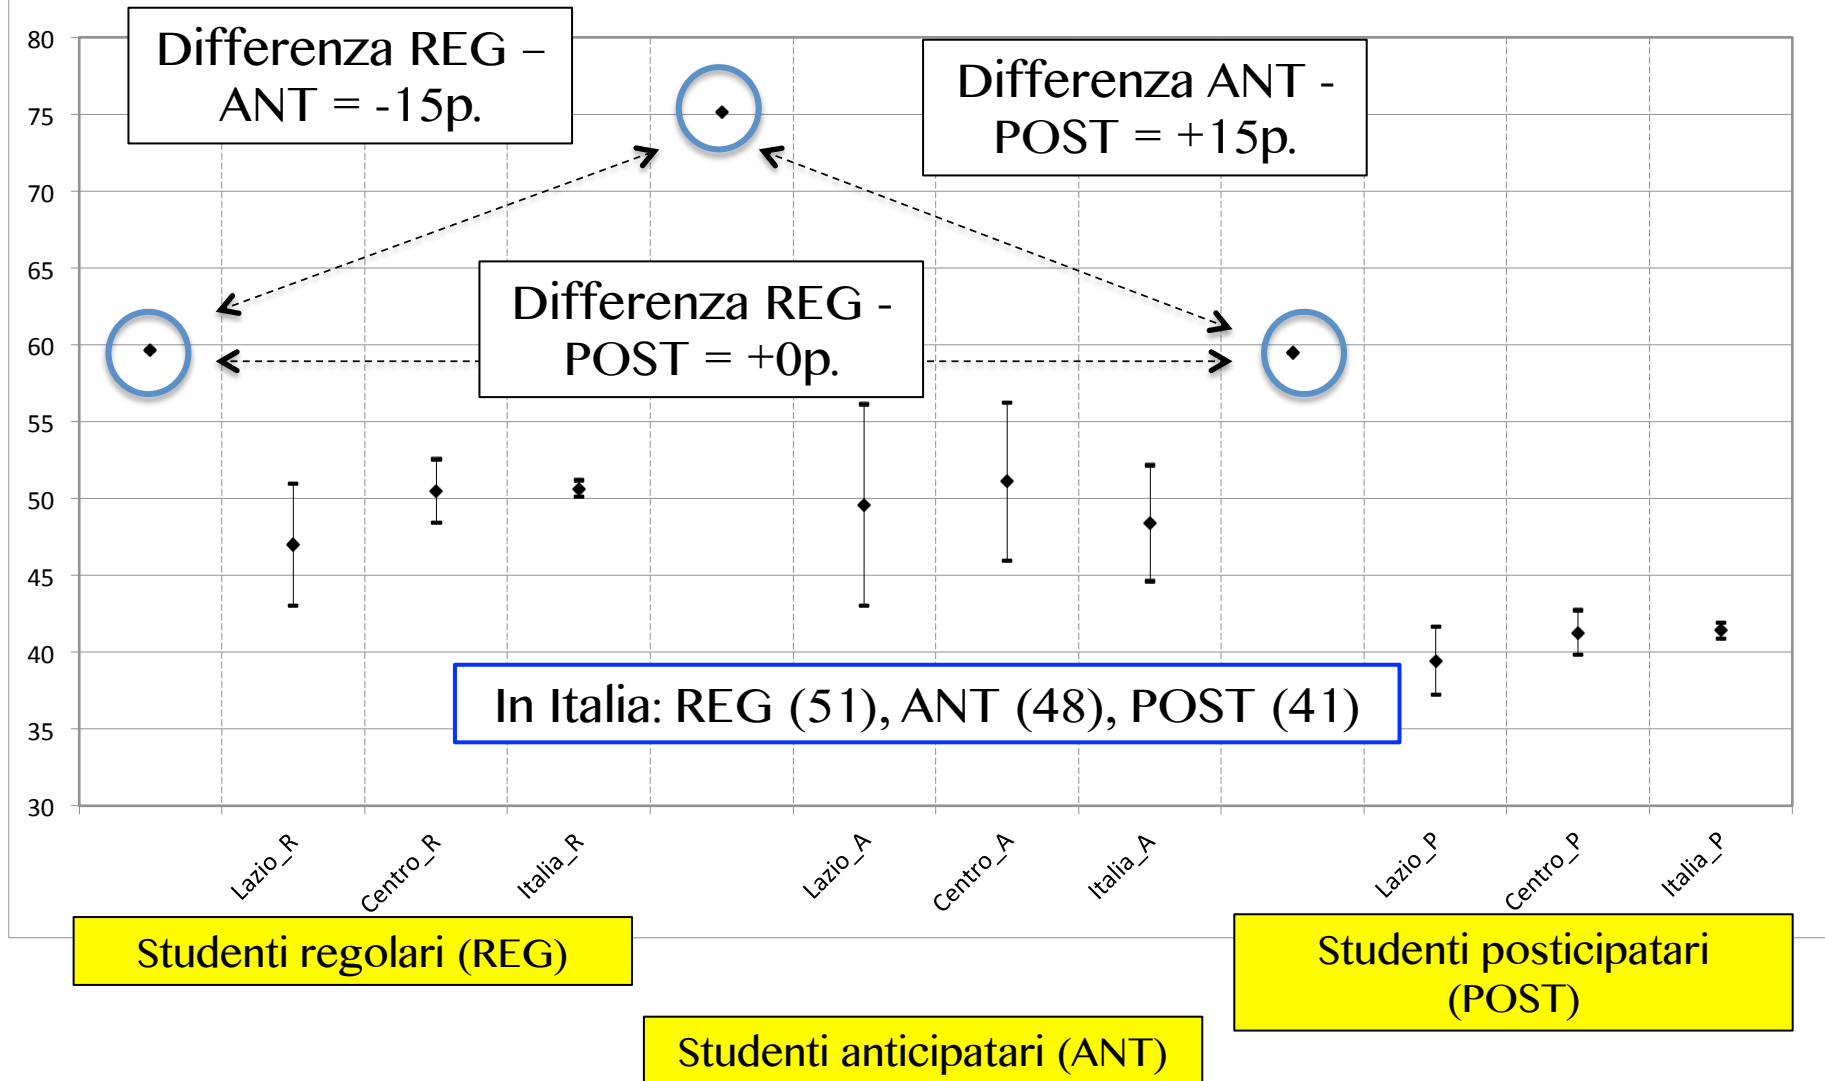 Differenza REG –
ANT = -15p.
Differenza ANT -
POST = +15p.
Differenza REG -
POST = +0p.
In Italia: REG (51), ANT (48), POST (41)
80
75
70
65
60
55
50
45
40
35
30
Lazio_R
Centro_R
Italia_R
Lazio_A
Centro_A
Italia_A
Lazio_P
Centro_P
Italia_P
Studenti regolari (REG)
Studenti posticipatari
(POST)
Studenti anticipatari (ANT)